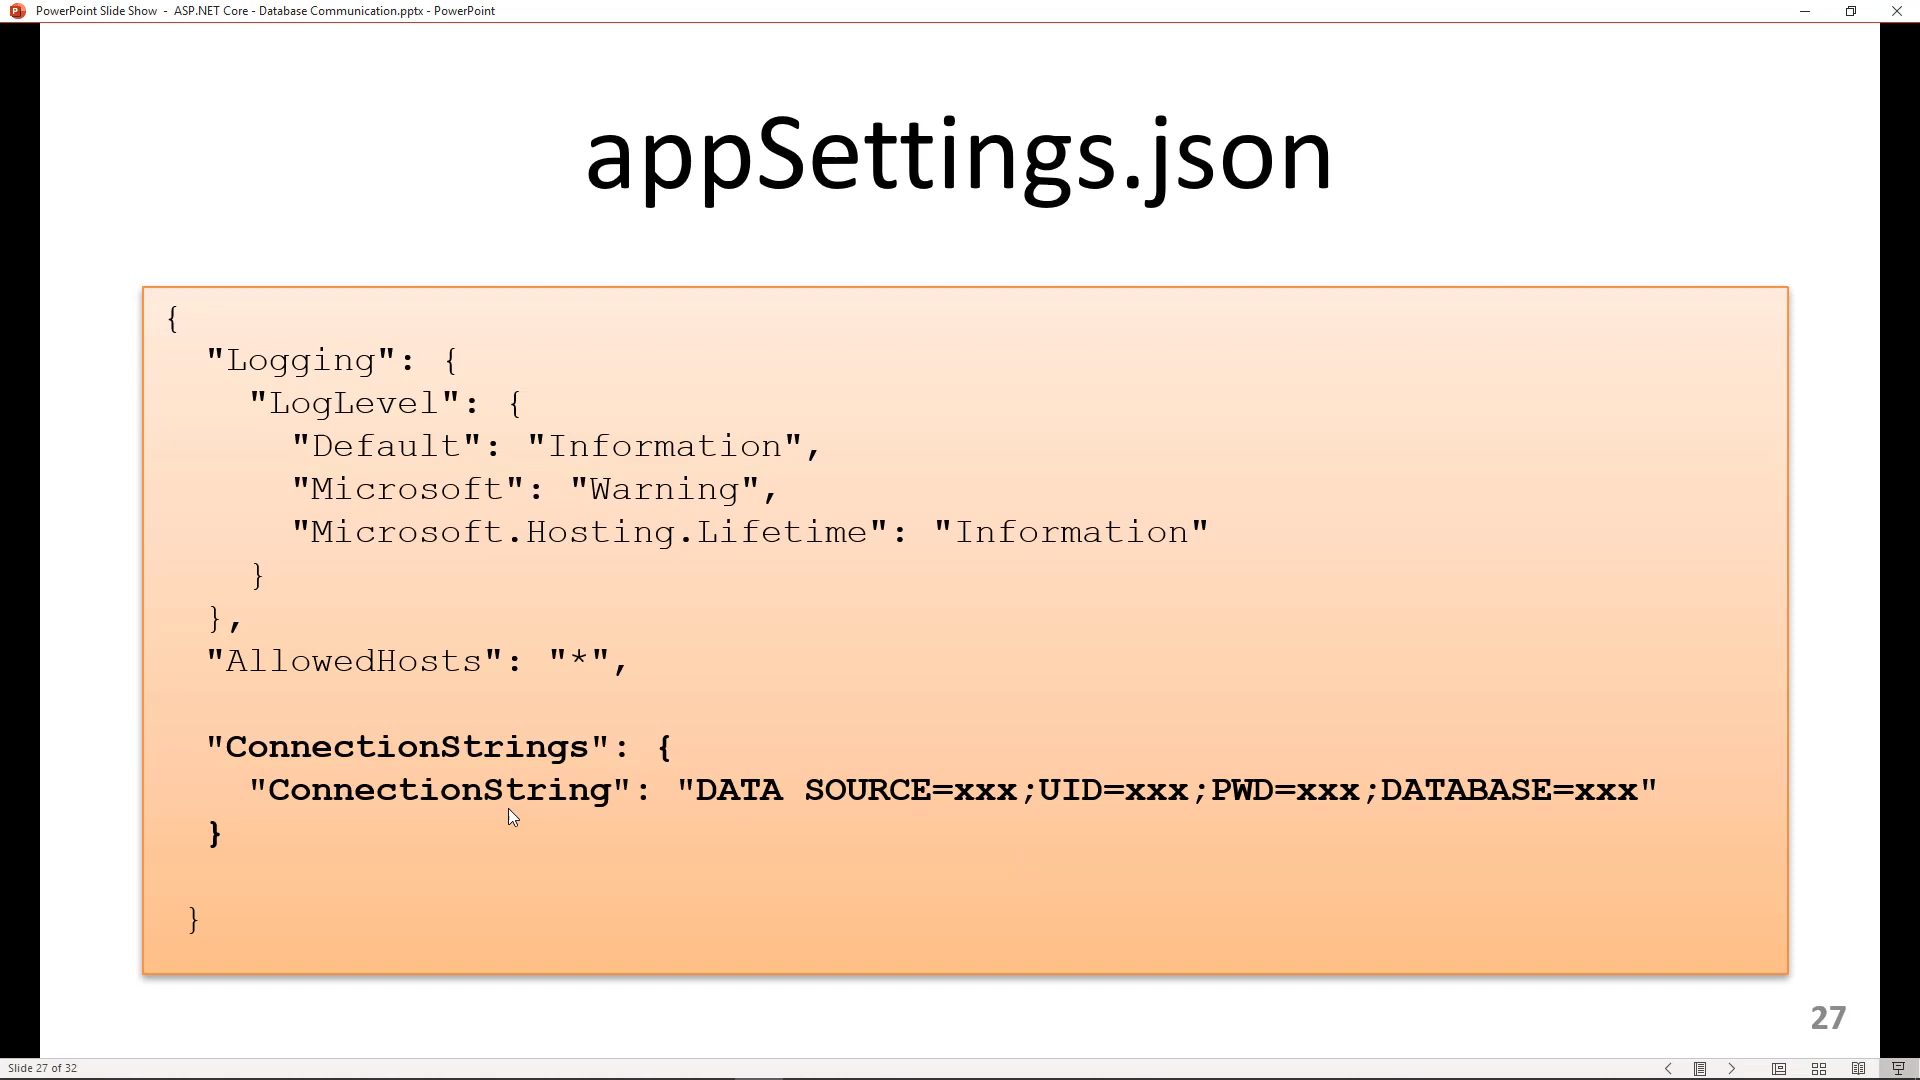 PowerPoint Slide Show - ASP.NET Core - Database Communication.pptx - PowerPoint
appSettings.json
{
"Logging": {
"LogLevel": {
"Default": "Information",
"Microsoft": "Warning",
"Microsoft.Hosting.Lifetime": "Information"
}
},
"AllowedHosts": "*",
"ConnectionStrings": {
"ConnectionString": "DATA SOURCE=xxx;UID=xxx;PWD=xxx;DATABASE=xxx"
}
}
27
Slide 27 of 32